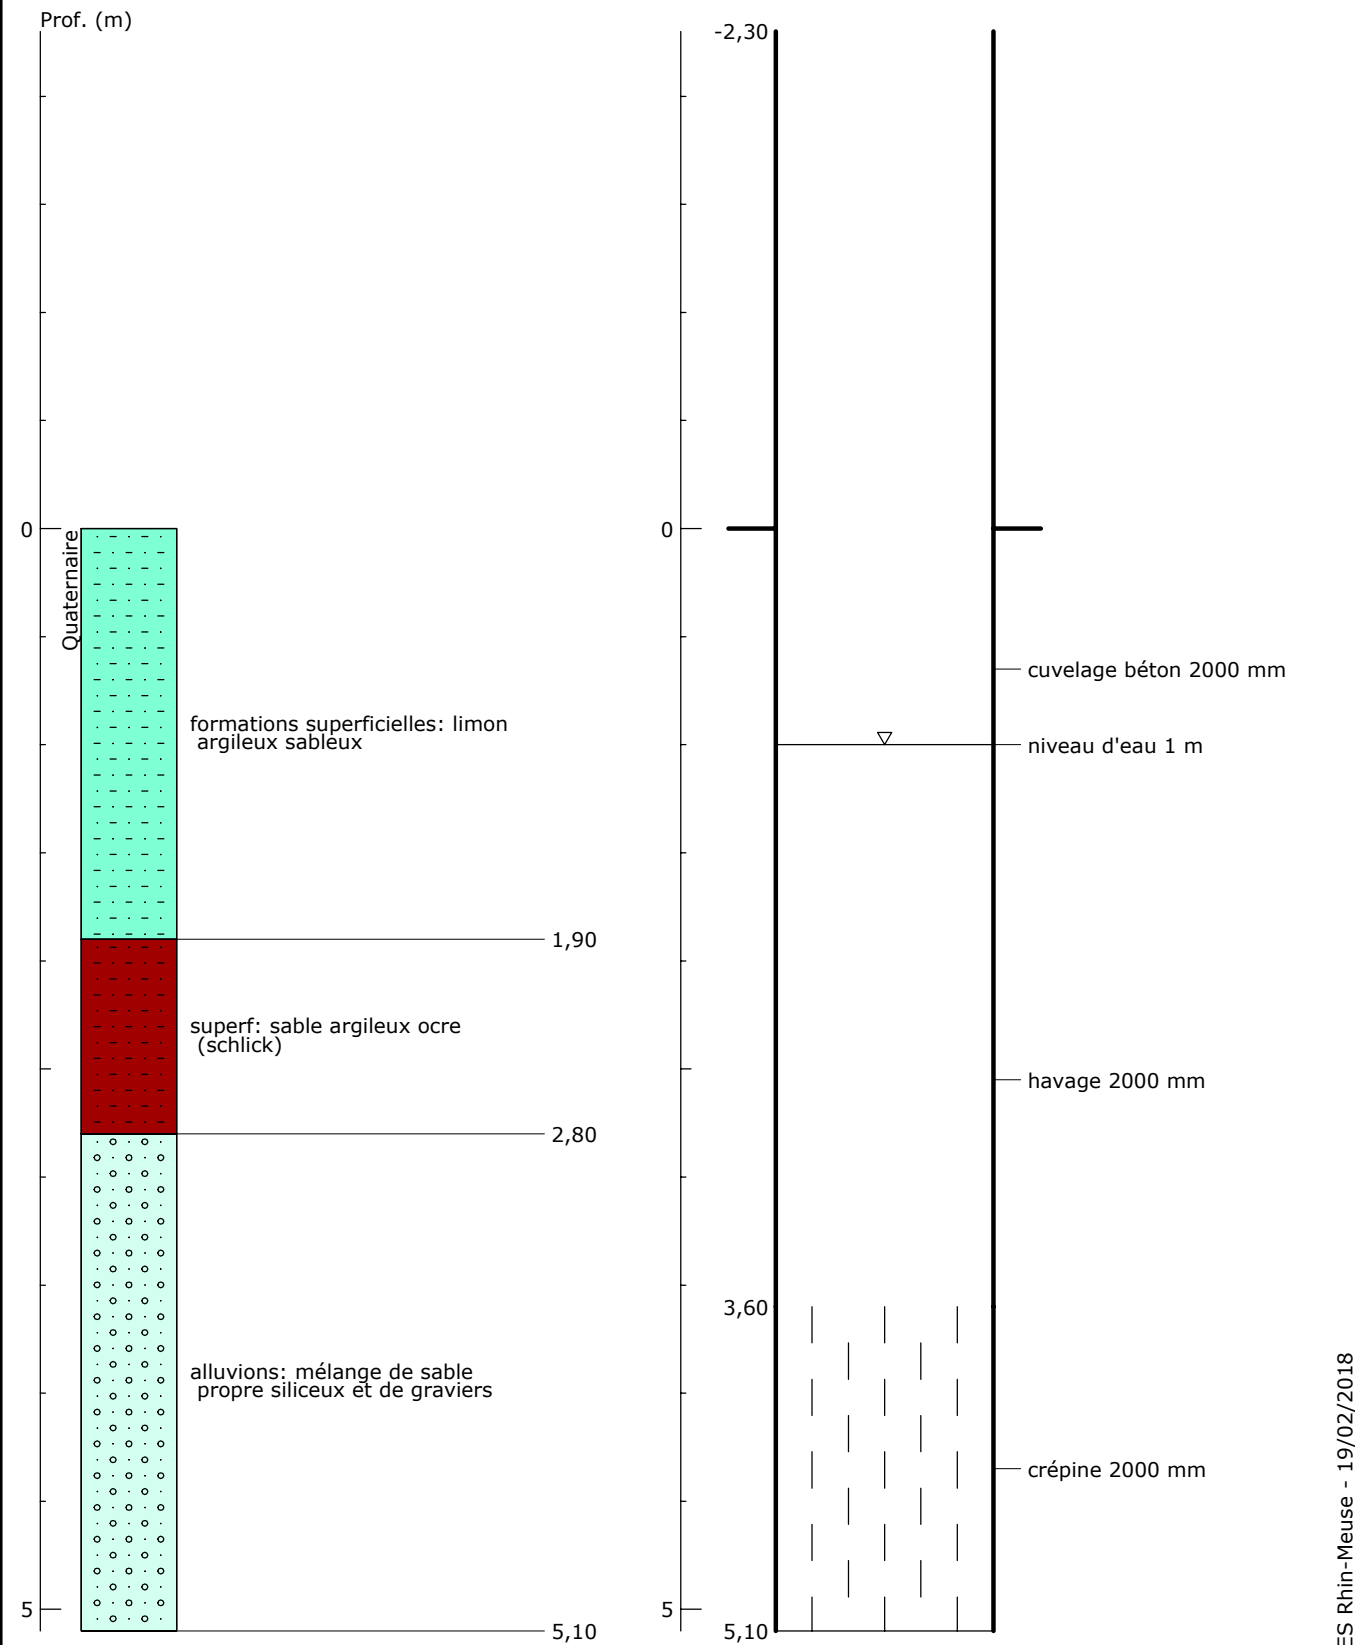 Prof. (m)
0
Quaternaire
formations superficielles: limon
argileux sableux
1,90
superf: sable argileux ocre
(schlick)
2,80
alluvions: mélange de sable
propre siliceux et de graviers
5
5,10
-2,30
0
cuvelage béton 2000 mm
niveau d'eau 1 m
havage 2000 mm
3,60
crépine 2000 mm
5
5,10
ES Rhin-Meuse - 19/02/2018